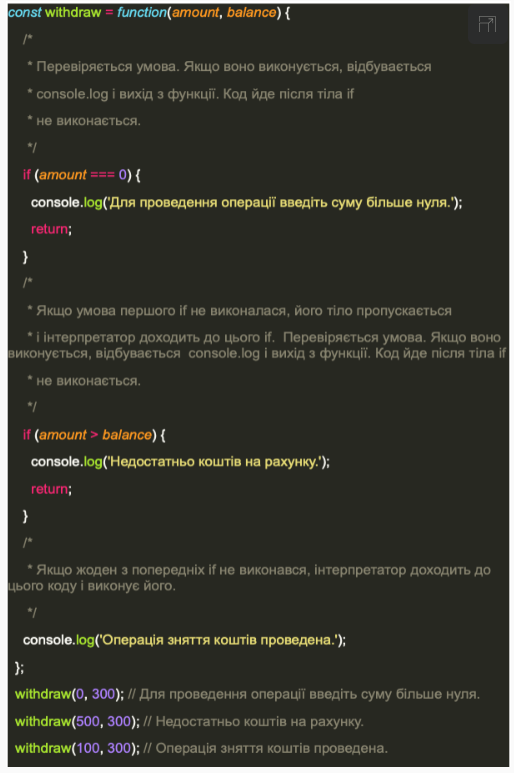 const withdraw = function(amount, balance) {
/*
* Перевіряється умова. Якщо воно виконується, відбувається
* console.log і вихід з функції. Код йде після тіла if
* не виконається.
*/
if (amount === 0) {
console.log('Для проведення операції введіть суму більше нуля.');
return;
}
/*
* Якщо умова першого if не виконалася, його тіло пропускається
* і інтерпретатор доходить до цього if. Перевіряється умова. Якщо воно
виконується, відбувається console.log і вихід з функції. Код йде після тіла if
* не виконається.
*/
if (amount > balance) {
console.log('Недостатньо коштів на рахунку.');
return;
}
/*
* Якщо жоден з попередніх if не виконався, інтерпретатор доходить до
цього коду і виконує його.
*/
console.log('Операція зняття коштів проведена.');
};
withdraw(0, 300); // Для проведення операції введіть суму більше нуля.
withdraw(500, 300); // Недостатньо коштів на рахунку.
withdraw(100, 300); // Операція зняття коштів проведена.